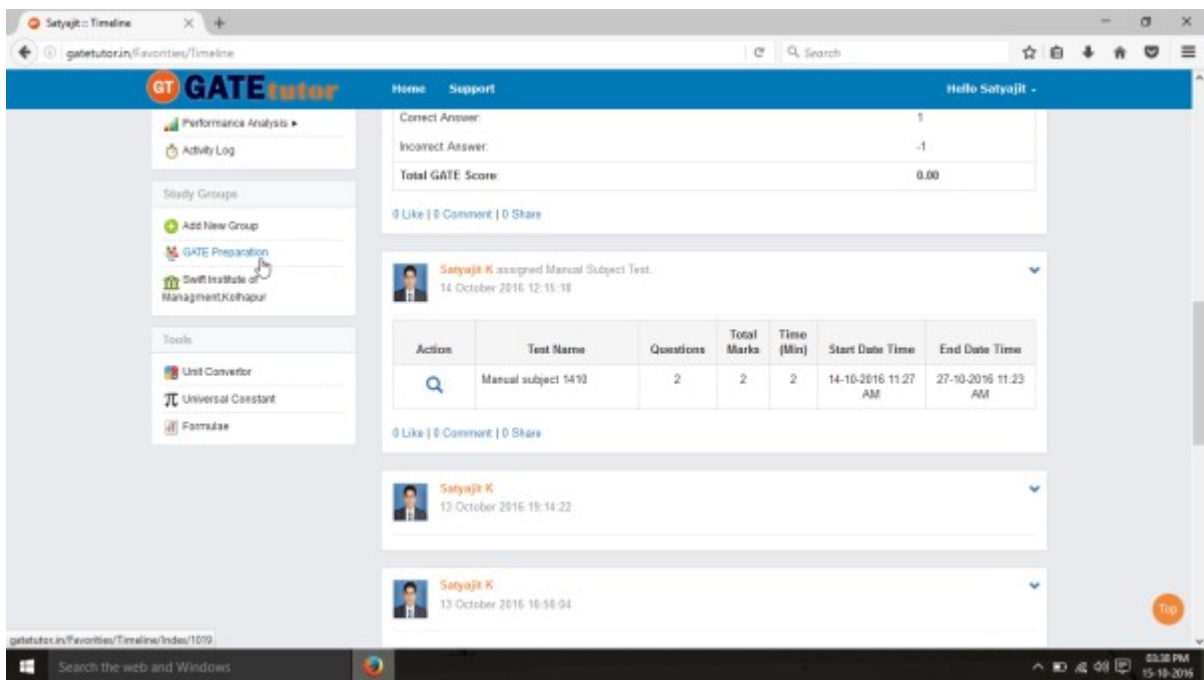 Satyajit :: Timeline
gatetutor.in/Favorities/Timeline
Search
GT GATEtutor
Home Support
Hello Satyajit
Performance Analysis
Activity Log
Study Groups
Add New Group
GATE Preparation
Swift Institute of
Managment,Kolhapur
Tools
Unit Convertor
Universal Constant
Formulae
Correct Answer: 1
Incorrect Answer: -1
Total GATE Score: 0.00
0 Like | 0 Comment | 0 Share
Satyajit K assigned Manual Subject Test.
14 October 2016 12:15:18
Action Test Name Questions Total Marks Time (Min) Start Date Time End Date Time
Manual subject 1410 2 2 2 14-10-2016 11:27 AM 27-10-2016 11:23 AM
0 Like | 0 Comment | 0 Share
Satyajit K
13 October 2016 19:14:22
Satyajit K
13 October 2016 16:56:04
Top
gatetutor.in/Favorities/Timeline/Index/1019
Search the web and Windows
03:38 PM
15-10-2016